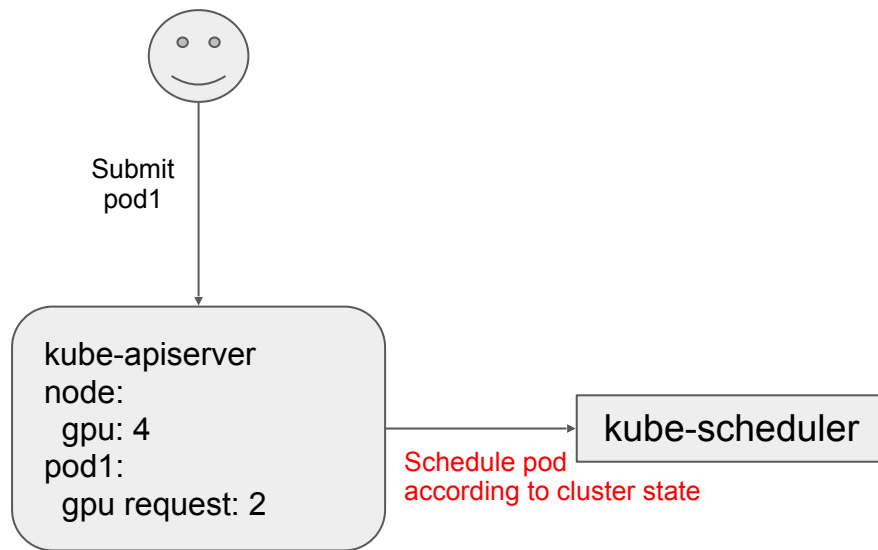 Submit
pod1
kube-apiserver
node:
gpu: 4
pod1:
gpu request: 2
Schedule pod
according to cluster state
kube-scheduler